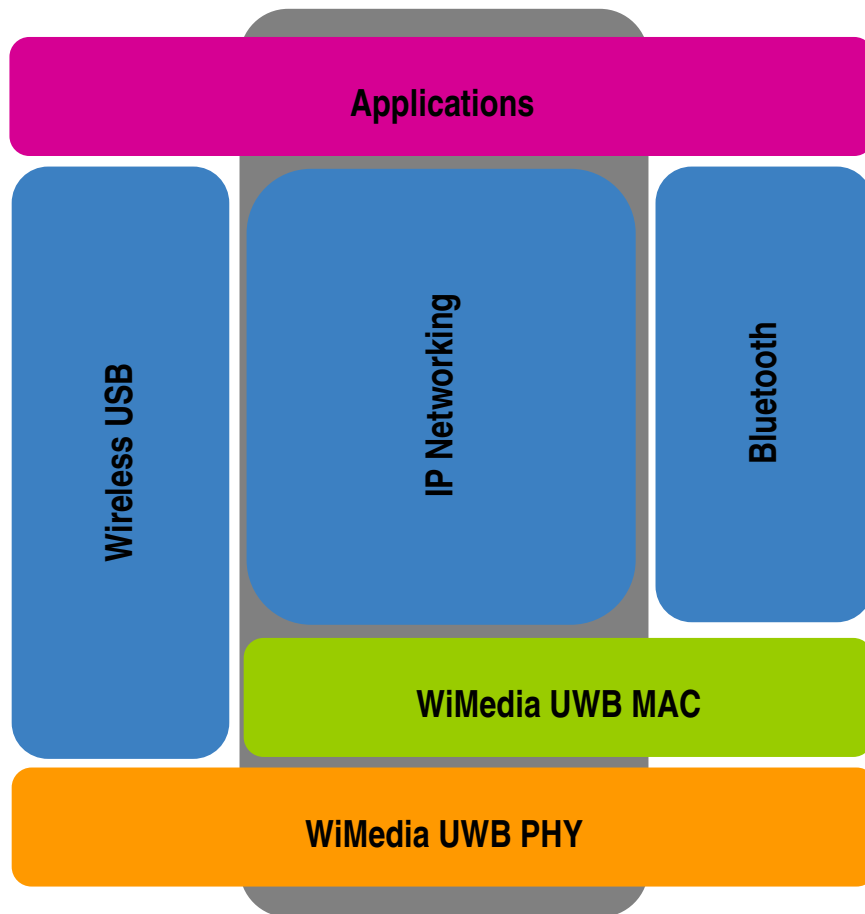 Applications
Wireless USB
IP Networking
Bluetooth
WiMedia UWB MAC
WiMedia UWB PHY